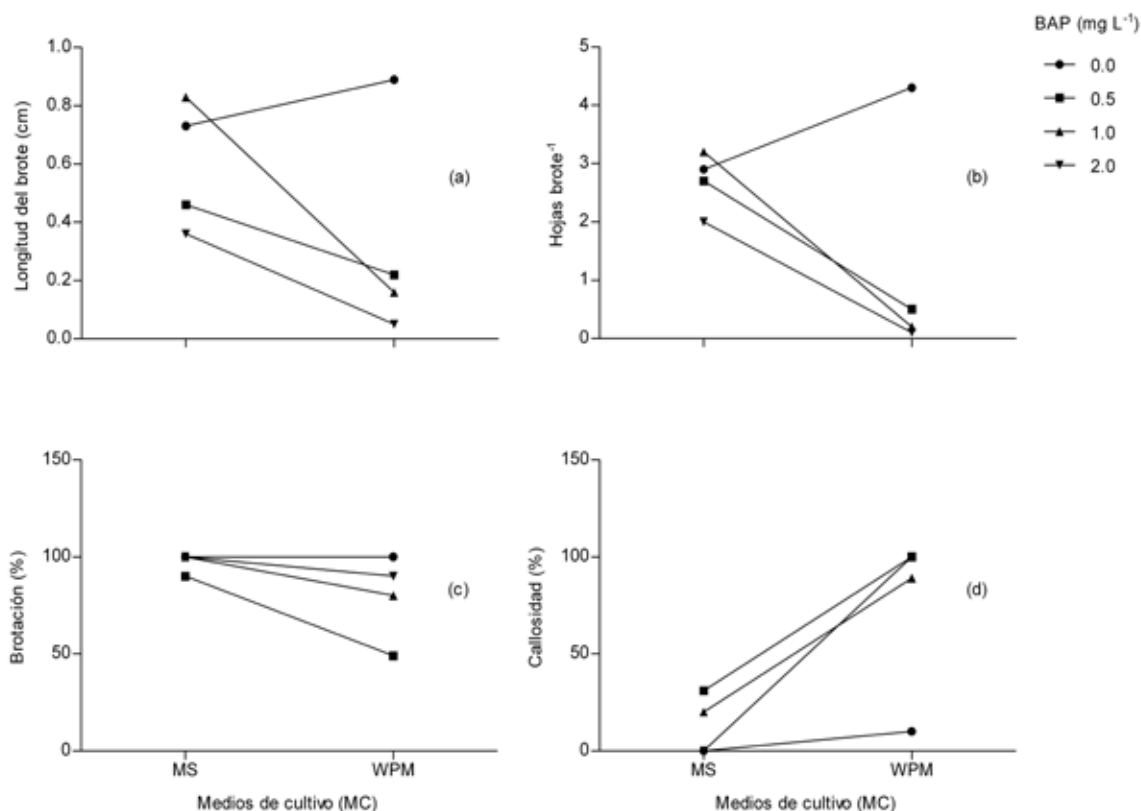 BAP (mg L⁻¹)
0.0
0.5
1.0
2.0
Longitud del brote (cm)
1.0
0.8
0.6
0.4
0.2
0.0
(a)
Hojas brote⁻¹
5
4
3
2
1
0
(b)
Brotación (%)
150
100
50
0
(c)
MS WPM
Medios de cultivo (MC)
Callosidad (%)
150
100
50
0
(d)
MS WPM
Medios de cultivo (MC)